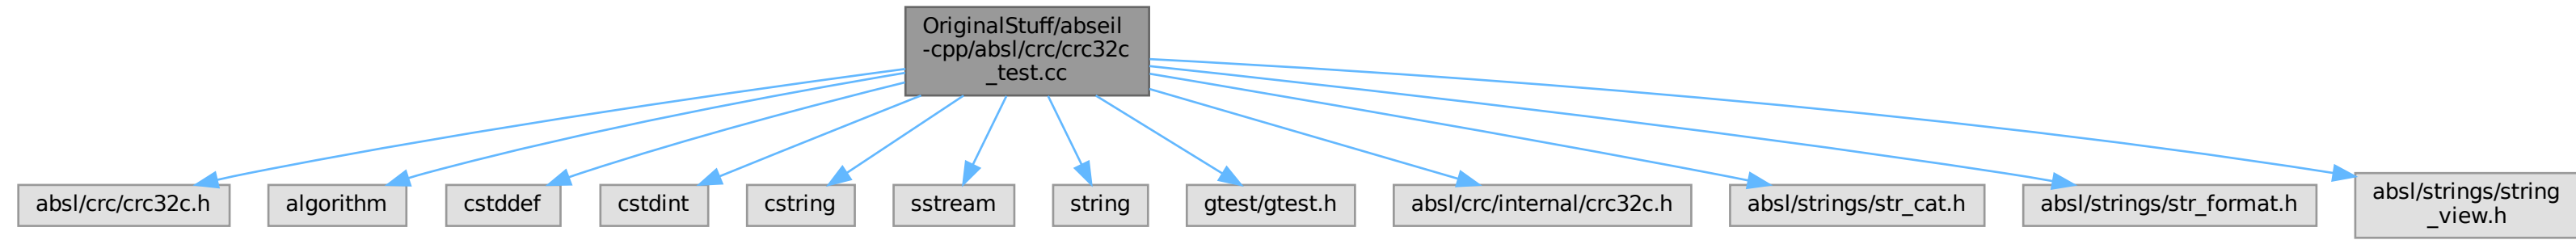 OriginalStuff/abseil
-cpp/absl/crc/crc32c
_test.cc
absl/crc/crc32c.h
algorithm
cstddef
cstdint
cstring
sstream
string
gtest/gtest.h
absl/crc/internal/crc32c.h
absl/strings/str_cat.h
absl/strings/str_format.h
absl/strings/string
_view.h